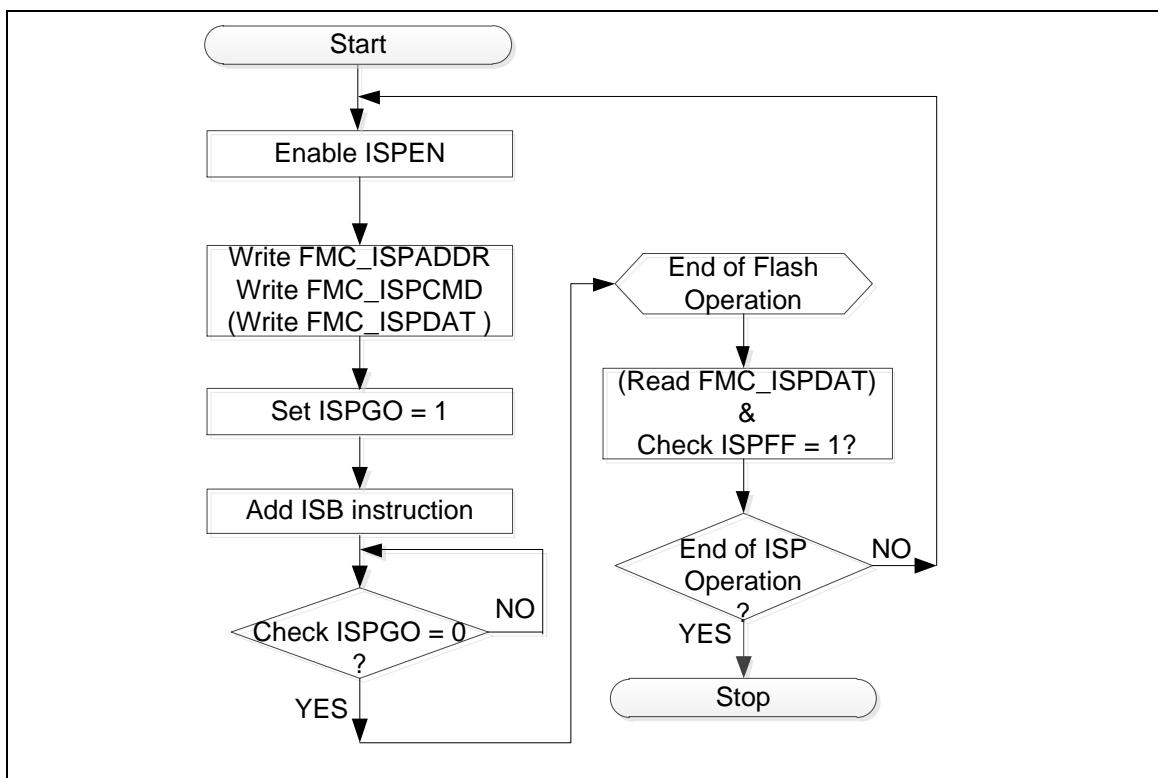 Start
Enable ISPEN
Write FMC_ISPADDR
Write FMC_ISPCMD
(Write FMC_ISPDAT )
Set ISPGO = 1
Add ISB instruction
Check ISPGO = 0
?
NO
YES
End of Flash
Operation
(Read FMC_ISPDAT)
&
Check ISPFF = 1?
End of ISP
Operation
?
NO
YES
Stop